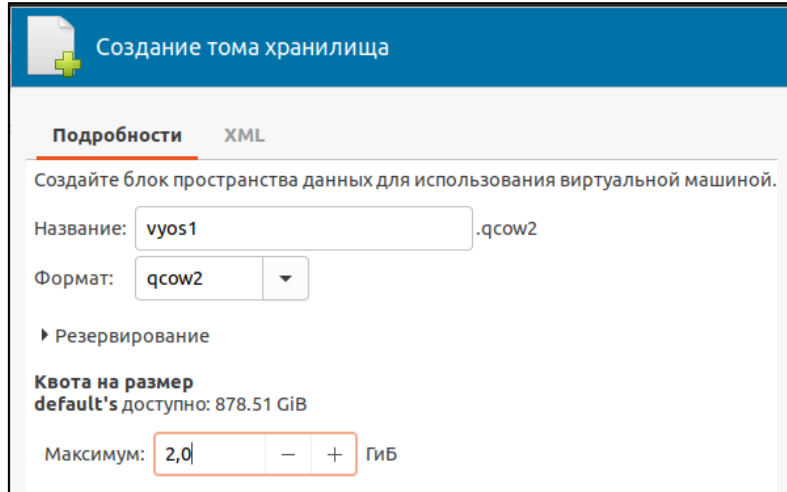 Создание тома хранилища
Подробности XML
Создайте блок пространства данных для использования виртуальной машиной.
Название: vyos1 .qcow2
Формат: qcow2
Резервирование
Квота на размер
default's доступно: 878.51 GiB
Максимум: 2,0 − + ГиБ